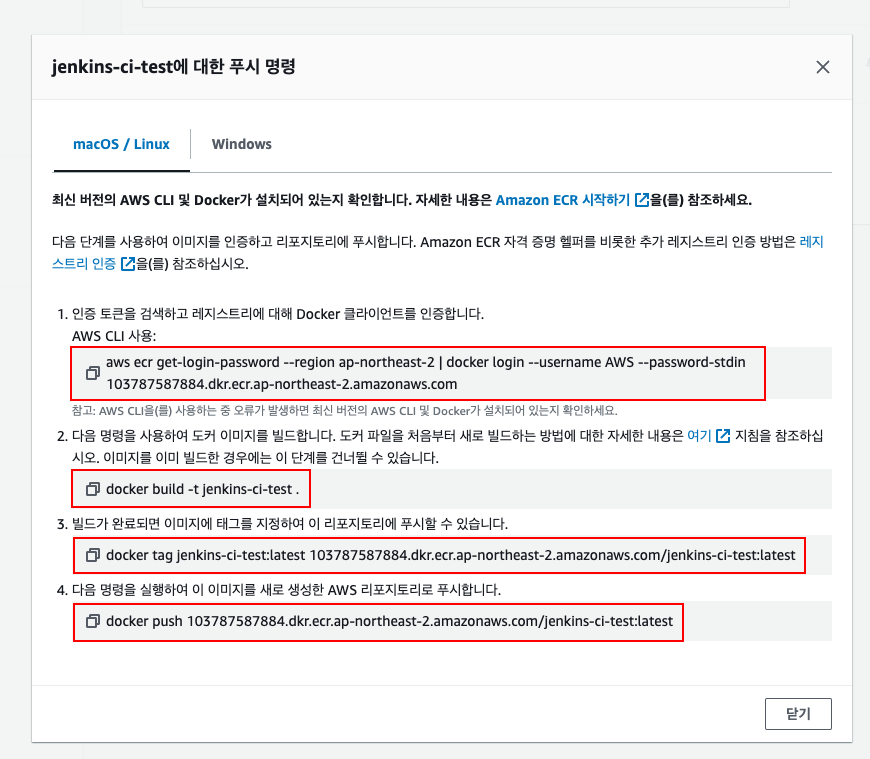 jenkins-ci-test에 대한 푸시 명령
macOS / Linux
Windows
최신 버전의 AWS CLI 및 Docker가 설치되어 있는지 확인합니다. 자세한 내용은 Amazon ECR 시작하기 을(를) 참조하세요.
다음 단계를 사용하여 이미지를 인증하고 리포지토리에 푸시합니다. Amazon ECR 자격 증명 헬퍼를 비롯한 추가 레지스트리 인증 방법은 레지
스트리 인증 을(를) 참조하십시오.
1. 인증 토큰을 검색하고 레지스트리에 대해 Docker 클라이언트를 인증합니다.
AWS CLI 사용:
aws ecr get-login-password --region ap-northeast-2 | docker login --username AWS --password-stdin
103787587884.dkr.ecr.ap-northeast-2.amazonaws.com
참고: AWS CLI을(를) 사용하는 중 오류가 발생하면 최신 버전의 AWS CLI 및 Docker가 설치되어 있는지 확인하세요.
2. 다음 명령을 사용하여 도커 이미지를 빌드합니다. 도커 파일을 처음부터 새로 빌드하는 방법에 대한 자세한 내용은 여기 지침을 참조하십
시오. 이미지를 이미 빌드한 경우에는 이 단계를 건너뛸 수 있습니다.
docker build -t jenkins-ci-test .
3. 빌드가 완료되면 이미지에 태그를 지정하여 이 리포지토리에 푸시할 수 있습니다.
docker tag jenkins-ci-test:latest 103787587884.dkr.ecr.ap-northeast-2.amazonaws.com/jenkins-ci-test:latest
4. 다음 명령을 실행하여 이 이미지를 새로 생성한 AWS 리포지토리로 푸시합니다.
docker push 103787587884.dkr.ecr.ap-northeast-2.amazonaws.com/jenkins-ci-test:latest
닫기